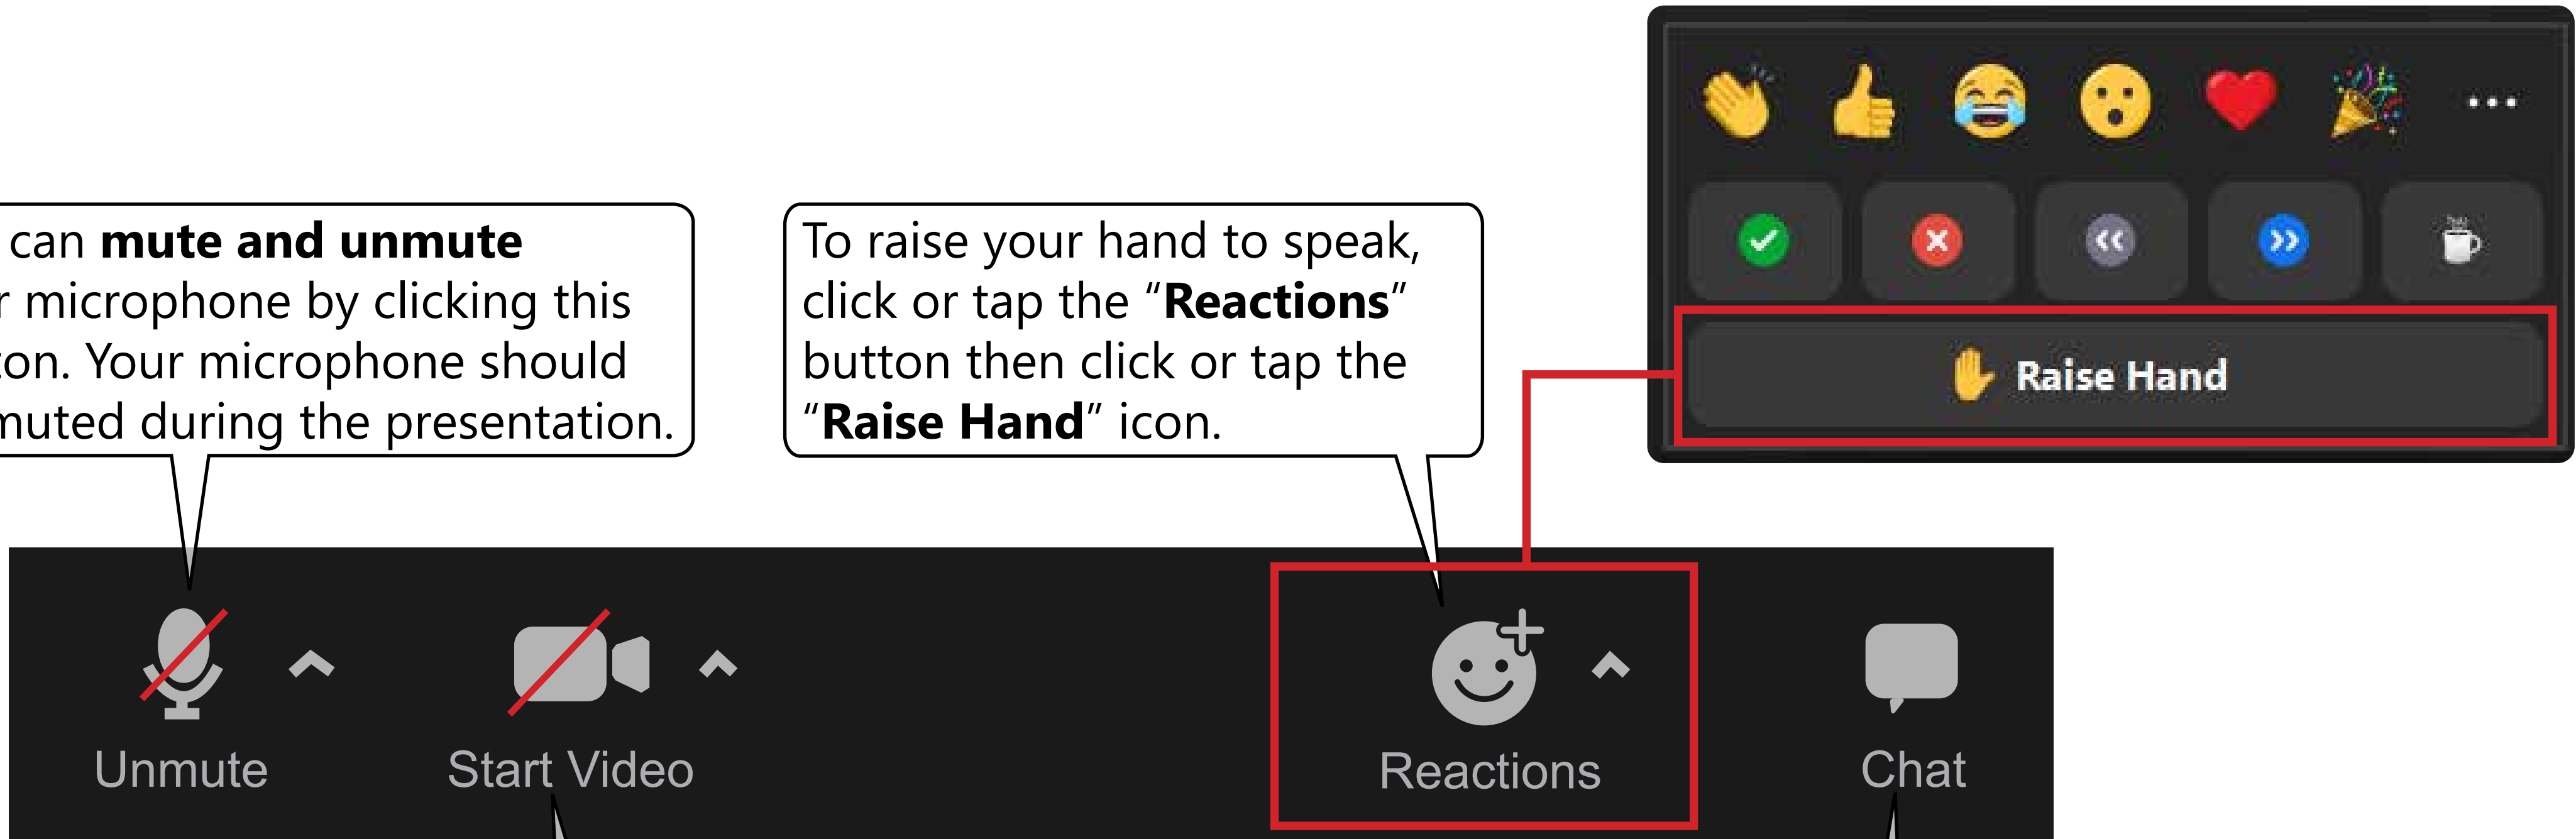 can mute and unmute
r microphone by clicking this
ton. Your microphone should
muted during the presentation.
To raise your hand to speak,
click or tap the “Reactions”
button then click or tap the
“Raise Hand” icon.
Raise Hand
Unmute
Start Video
Reactions
Chat